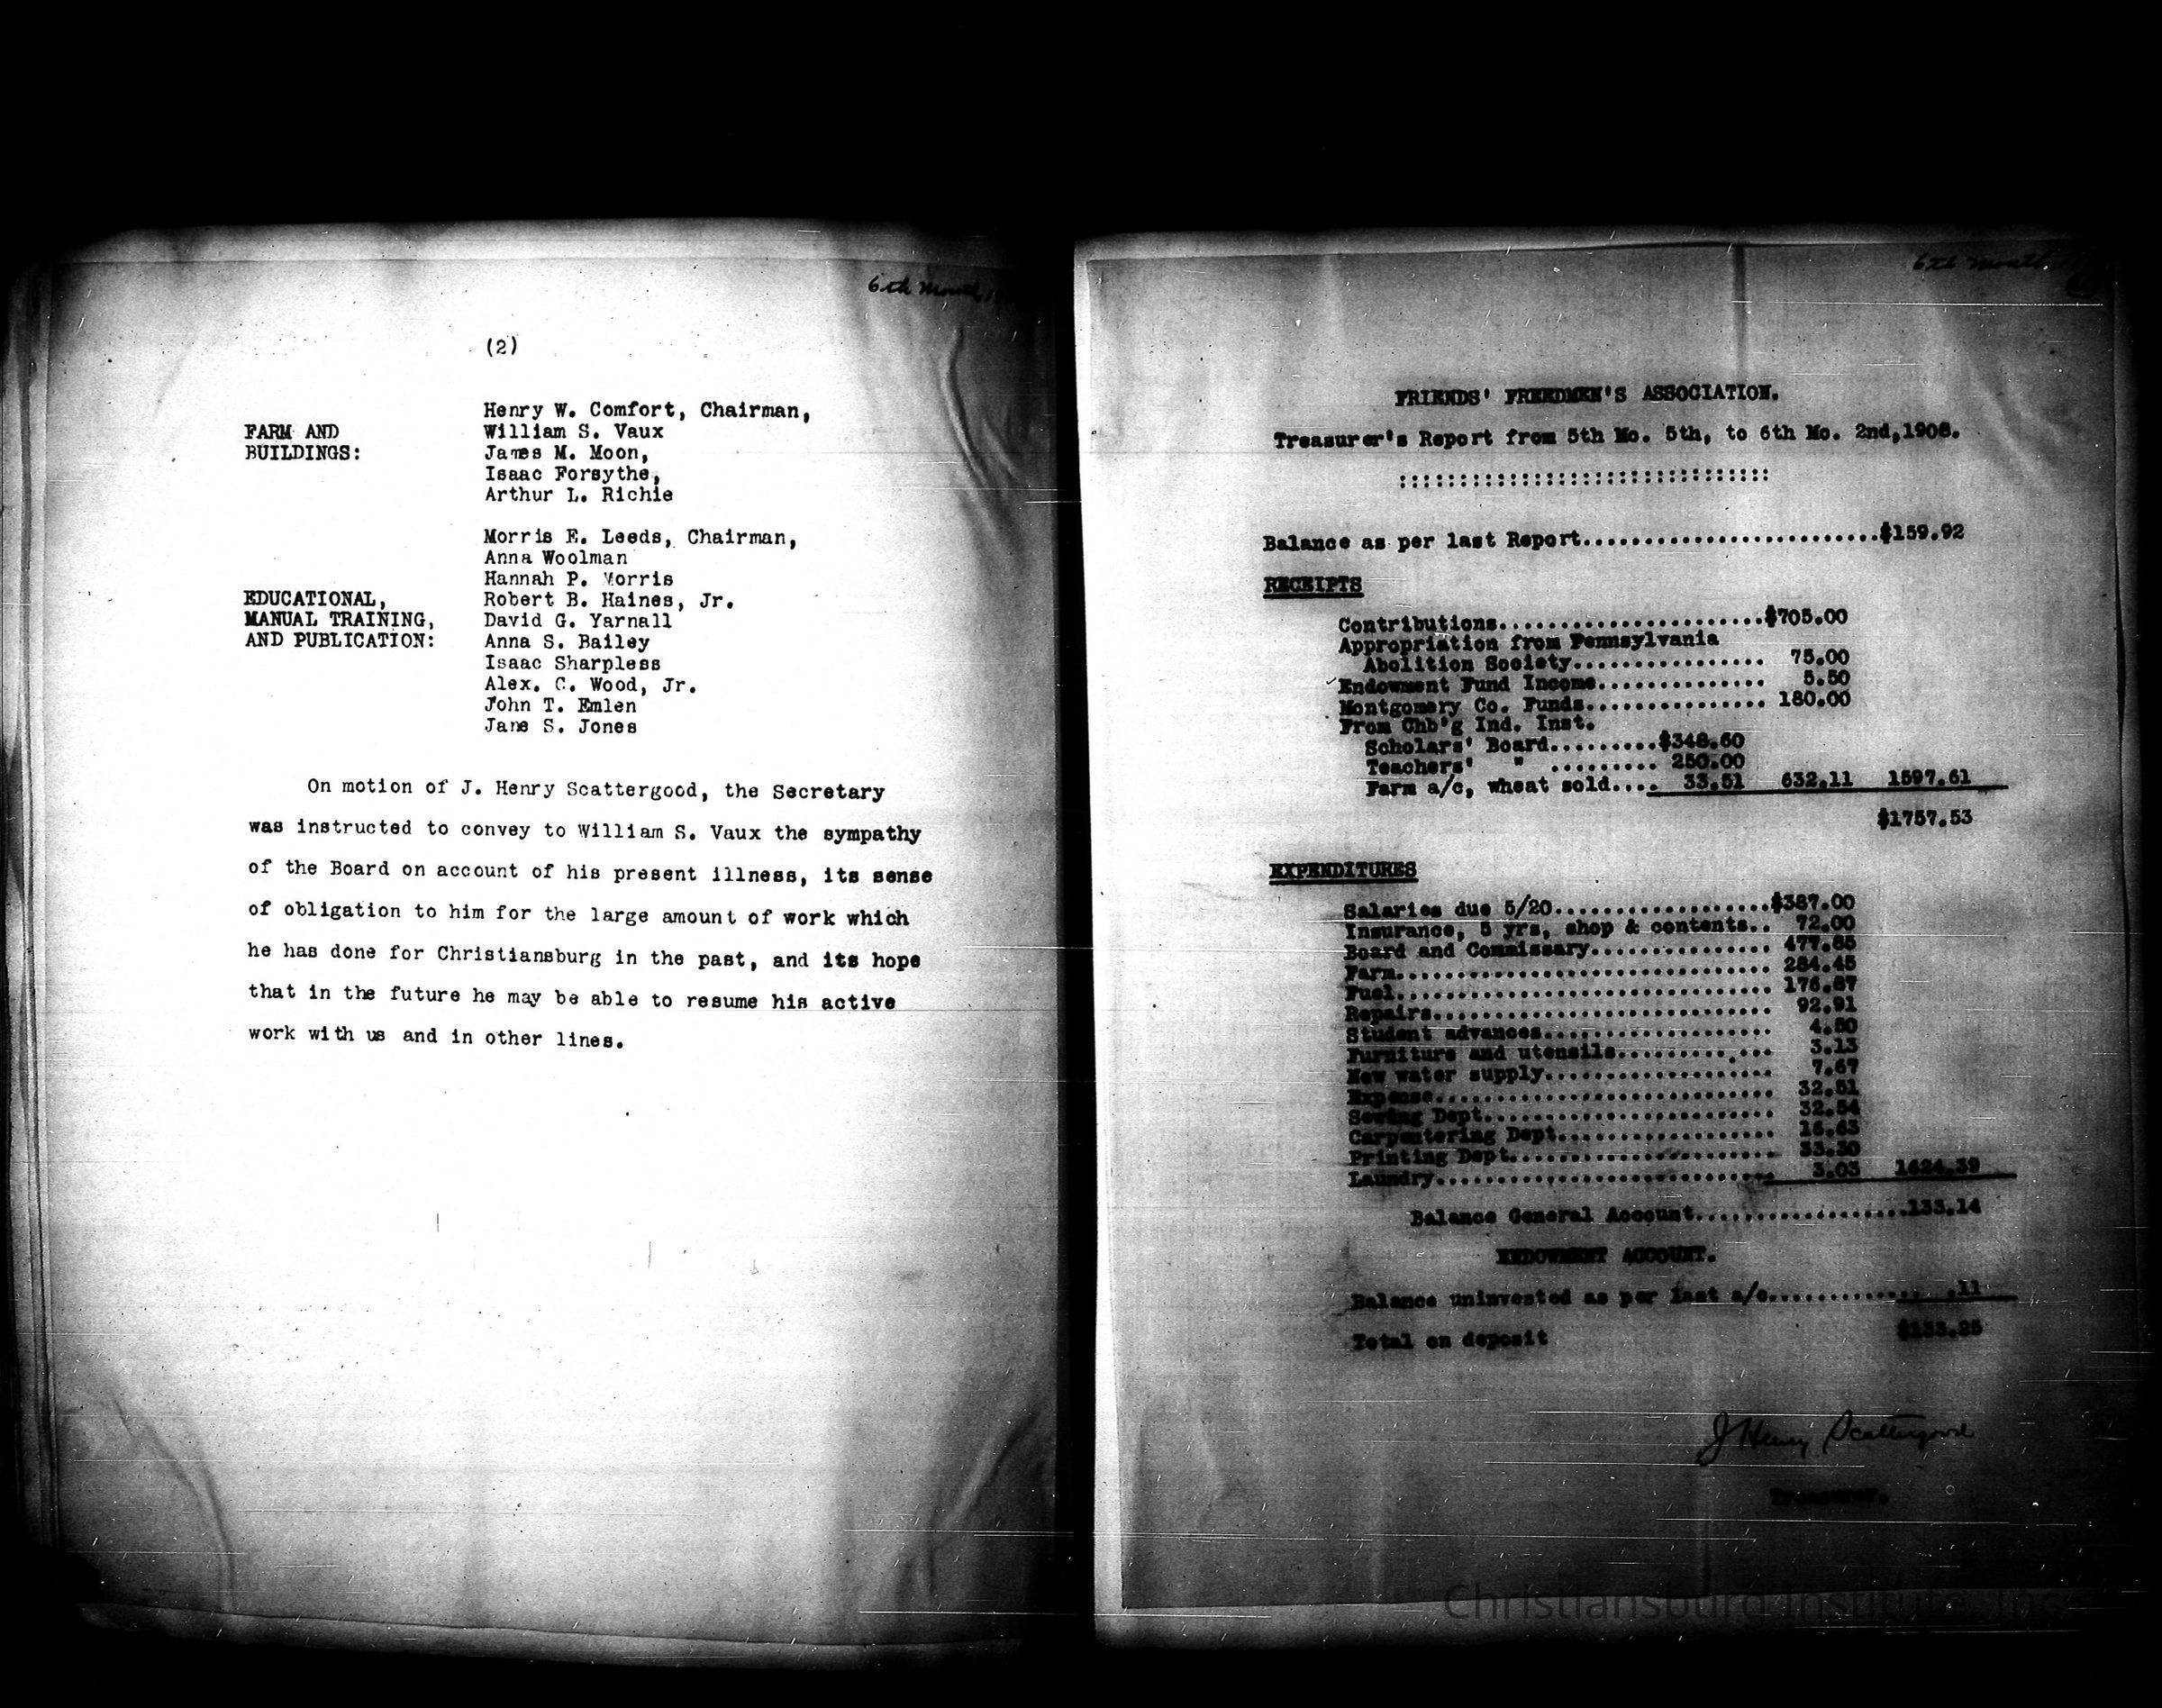 6th Month
(2)
Henry W. Comfort, Chairman,
FARM AND William S. Vaux
BUILDINGS: James M. Moon,
Isaac Forsythe,
Arthur L. Richie
Morris E. Leeds, Chairman,
Anna Woolman
Hannah P. Morris
EDUCATIONAL, Robert B. Haines, Jr.
MANUAL TRAINING, David G. Yarnall
AND PUBLICATION: Anna S. Bailey
Isaac Sharpless
Alex. C. Wood, Jr.
John T. Emlen
Jane S. Jones
On motion of J. Henry Scattergood, the Secretary
was instructed to convey to William S. Vaux the sympathy
of the Board on account of his present illness, its sense
of obligation to him for the large amount of work which
he has done for Christiansburg in the past, and its hope
that in the future he may be able to resume his active
work with us and in other lines.
6th Month
FRIENDS' FREEDMEN'S ASSOCIATION.
Treasurer's Report from 5th Mo. 5th, to 6th Mo. 2nd,1908.
:::::::::::::::::::::::::::::::
Balance as per last Report.........................$159.92
RECEIPTS
Contributions......................$705.00
Appropriation from Pennsylvania
Abolition Society................ 75.00
Endowment Fund Income.............. 5.50
Montgomery Co. Funds............... 180.00
From Chb'g Ind. Inst.
Scholars' Board.........$348.60
Teachers' " ......... 250.00
Farm a/c, wheat sold.... 33.51 632.11 1597.61
$1757.53
EXPENDITURES
Salaries due 5/20..................$387.00
Insurance, 5 yrs, shop & contents.. 72.00
Board and Commissary............... 477.85
Farm............................... 284.45
Fuel............................... 176.87
Repairs............................ 92.91
Student advances................... 4.50
Furniture and utensils............. 3.13
New water supply................... 7.67
Expense............................ 32.51
Sewing Dept........................ 32.54
Carpentering Dept.................. 16.63
Printing Dept...................... 33.30
Laundry............................ 3.03 1624.39
Balance General Account..................133.14
ENDOWMENT ACCOUNT.
Balance uninvested as per last a/c............... .11
Total on deposit $133.25
J Henry Scattergood
Treasurer.
Christiansburg Institute, Inc